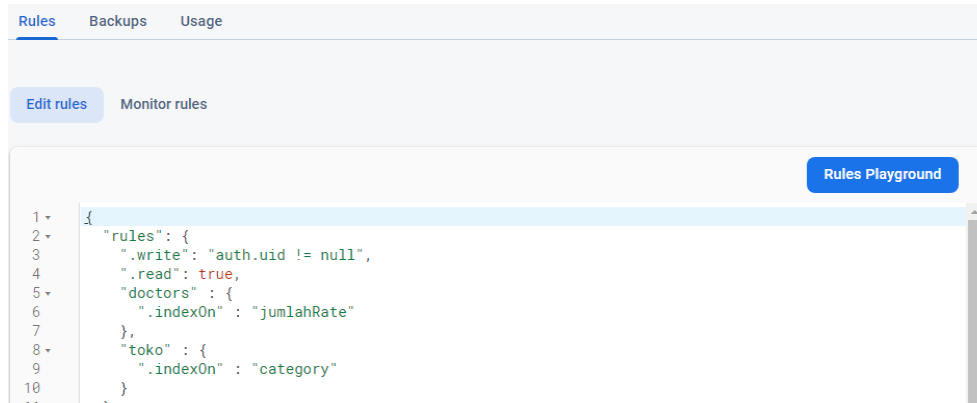 Rules Backups Usage
Edit rules Monitor rules
Rules Playground
1 {
2 "rules": {
3 ".write": "auth.uid != null",
4 ".read": true,
5 "doctors" : {
6 ".indexOn" : "jumlahRate"
7 },
8 "toko" : {
9 ".indexOn" : "category"
10 }